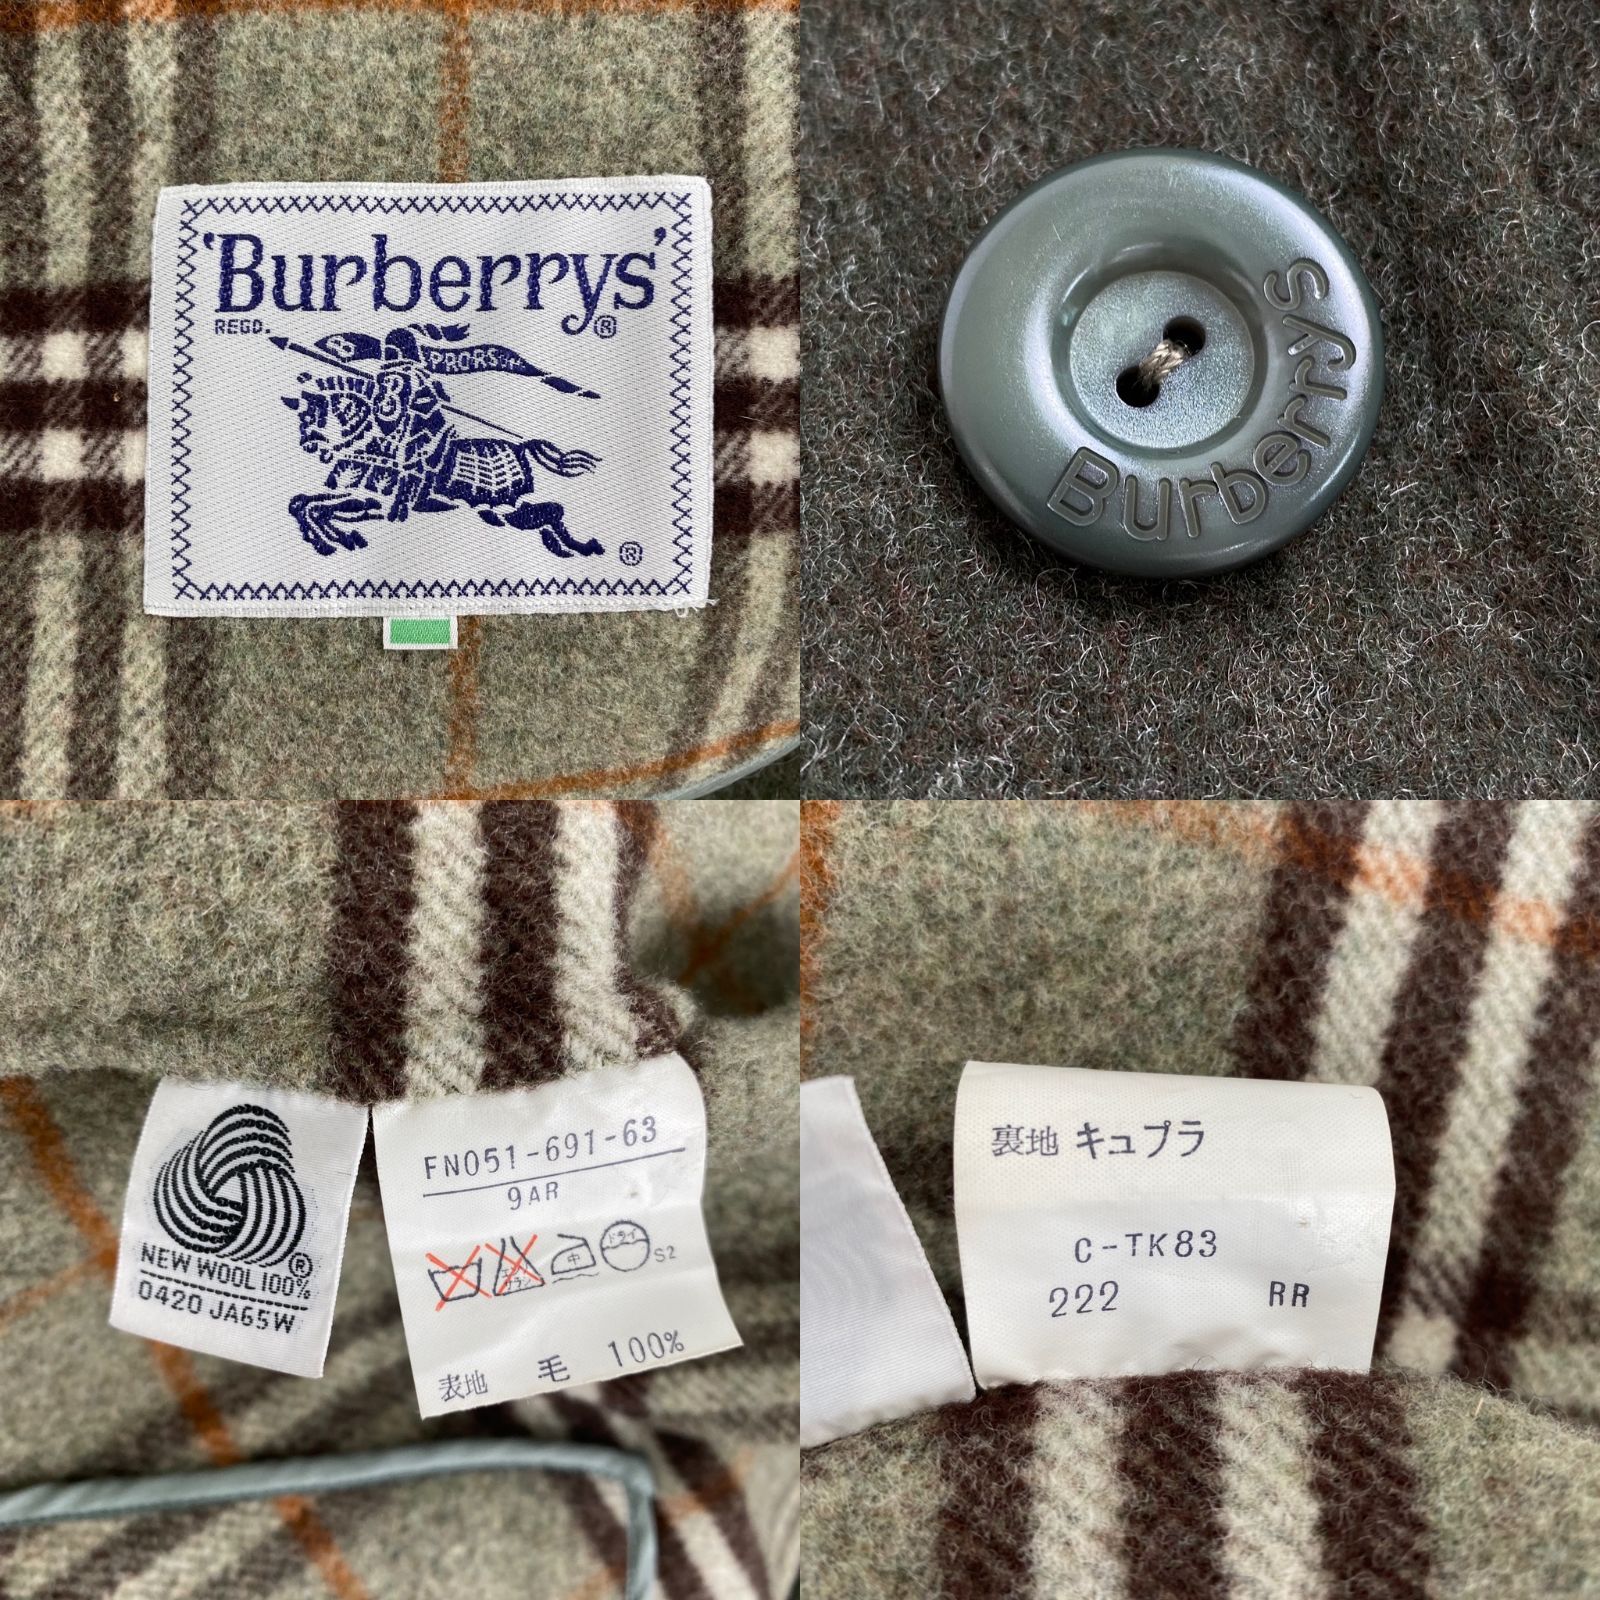 'Burberrys'
REGD. ®
B PRORSUM
®
Burberrys
NEW WOOL 100% ®
0420 JA65W
FN051-691-63
9AR
中 ドライ S2
表地 毛 100%
裏地 キュプラ
C-TK83
222 RR